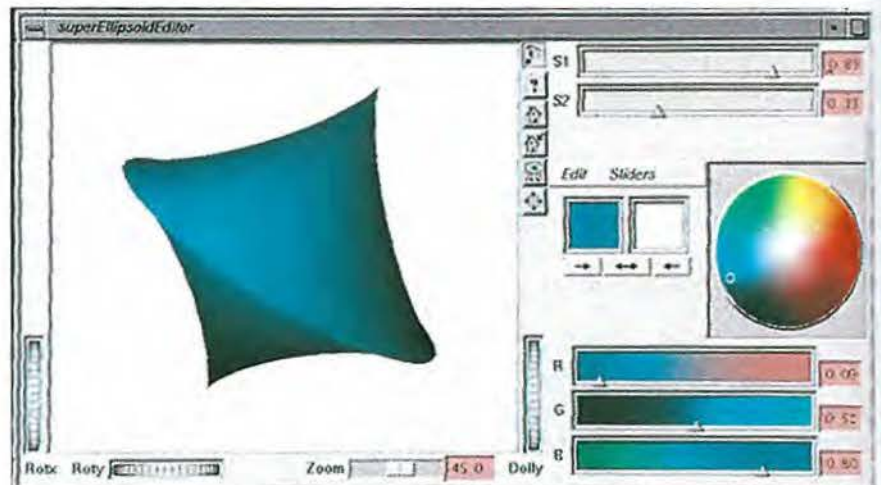 superEllipsoidEditor
S1 0.89
S2 0.33
Edit Sliders
R 0.09
G
B 0.80
Rotx Roty Zoom 45.0 Dolly